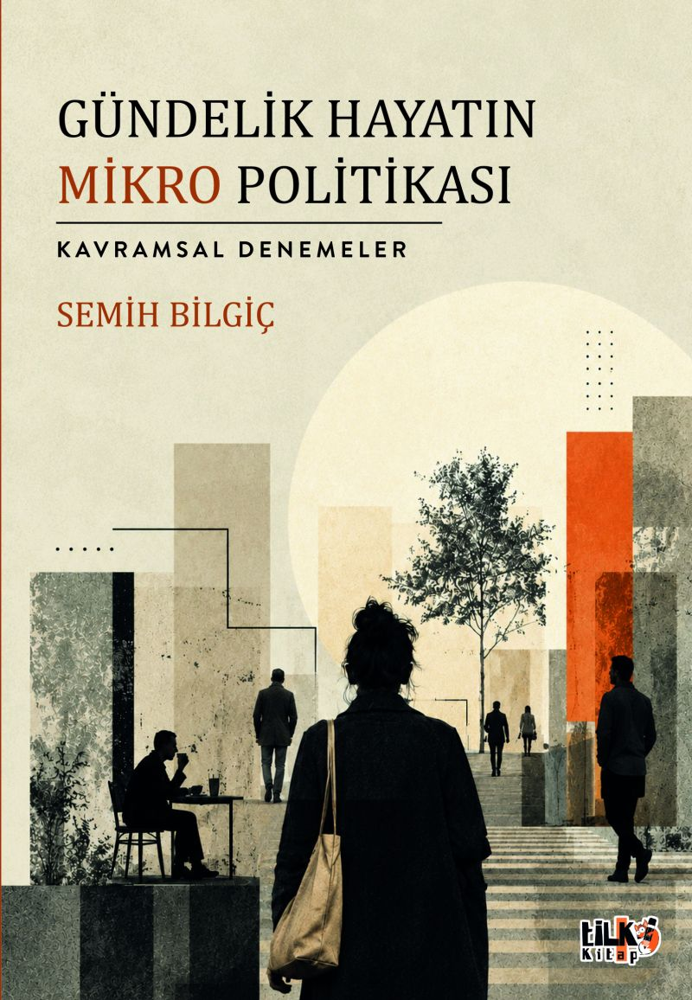 GÜNDELİK HAYATIN
MİKRO POLİTİKASI
KAVRAMSAL DENEMELER
SEMİH BİLGİÇ
tiLKi
Kitap